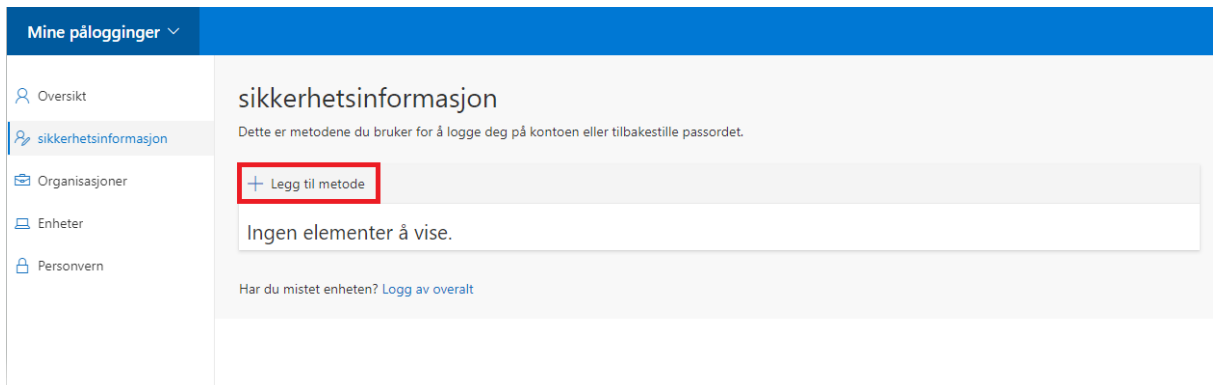 Mine pålogginger
Oversikt
sikkerhetsinformasjon
Organisasjoner
Enheter
Personvern
sikkerhetsinformasjon
Dette er metodene du bruker for å logge deg på kontoen eller tilbakestille passordet.
Legg til metode
Ingen elementer å vise.
Har du mistet enheten? Logg av overalt